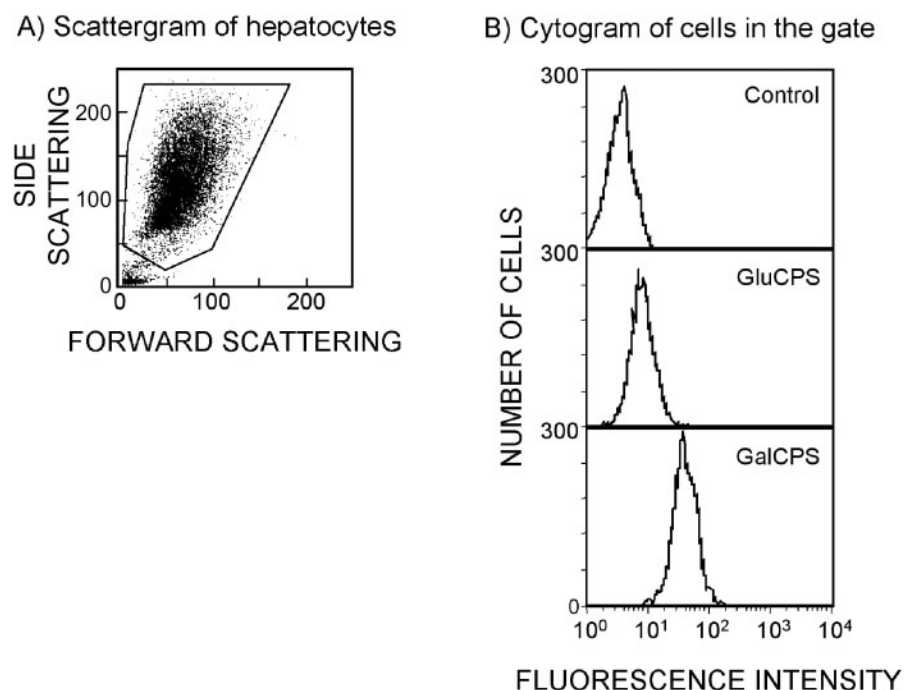 A) Scattergram of hepatocytes
SIDE
SCATTERING
200
100
0
0 100 200
FORWARD SCATTERING
B) Cytogram of cells in the gate
NUMBER OF CELLS
300
Control
300
GluCPS
300
GalCPS
0
10⁰ 10¹ 10² 10³ 10⁴
FLUORESCENCE INTENSITY